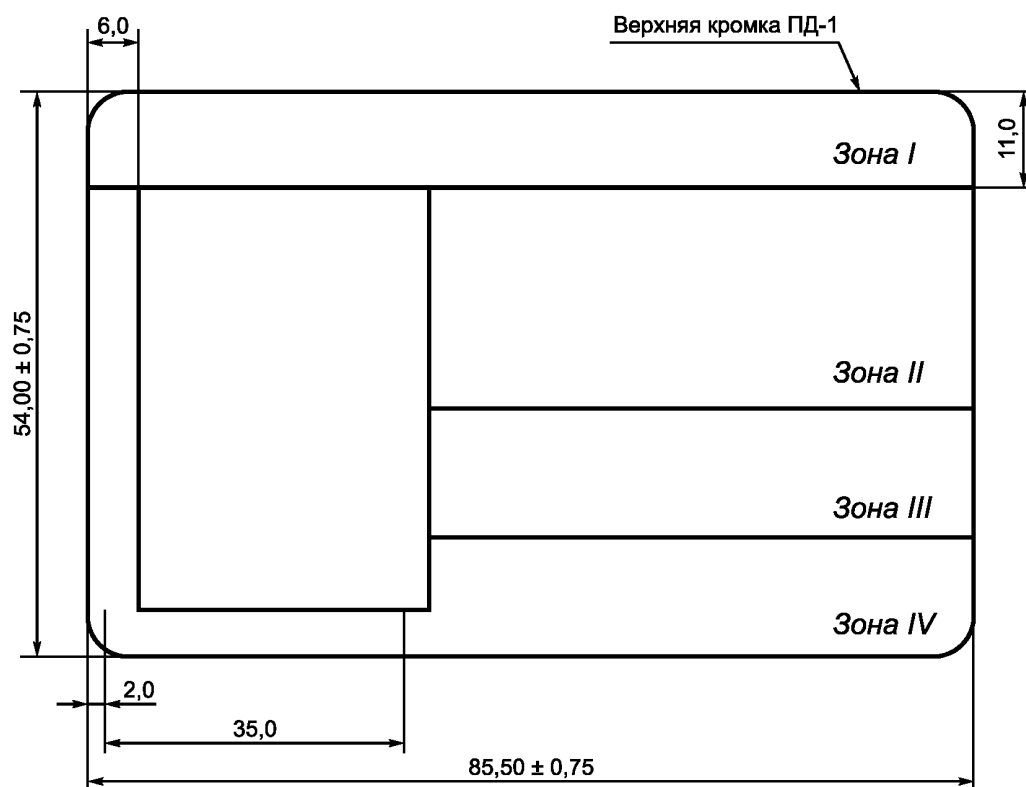 6,0
Верхняя кромка ПД-1
Зона I
11,0
54,00 ± 0,75
Зона II
Зона III
Зона IV
2,0
35,0
85,50 ± 0,75